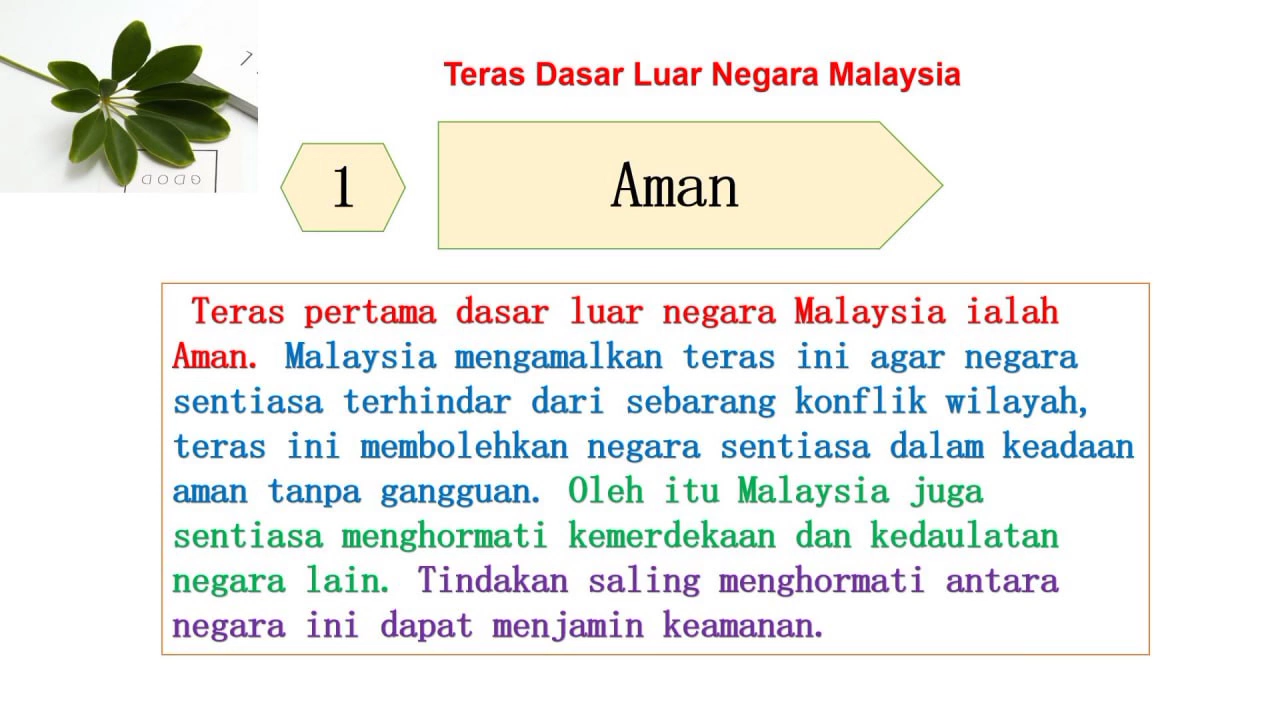 Teras Dasar Luar Negara Malaysia
1
Aman
Teras pertama dasar luar negara Malaysia ialah
Aman. Malaysia mengamalkan teras ini agar negara
sentiasa terhindar dari sebarang konflik wilayah,
teras ini membolehkan negara sentiasa dalam keadaan
aman tanpa gangguan. Oleh itu Malaysia juga
sentiasa menghormati kemerdekaan dan kedaulatan
negara lain. Tindakan saling menghormati antara
negara ini dapat menjamin keamanan.